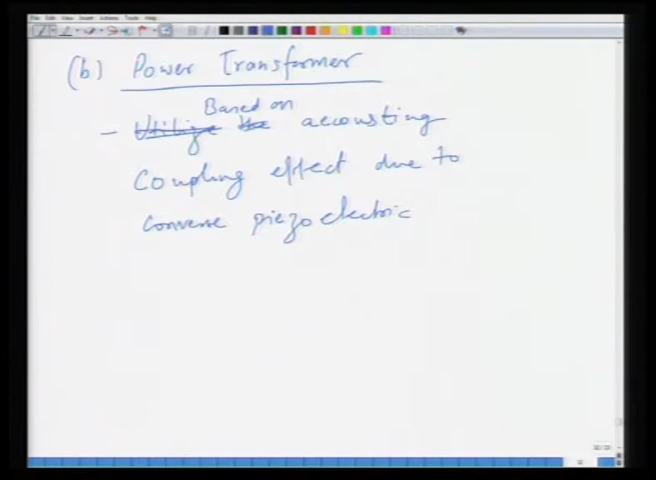 (b) Power Transformer
Based on
- Utilize the accousting
Coupling effect due to
converse piezoelectric